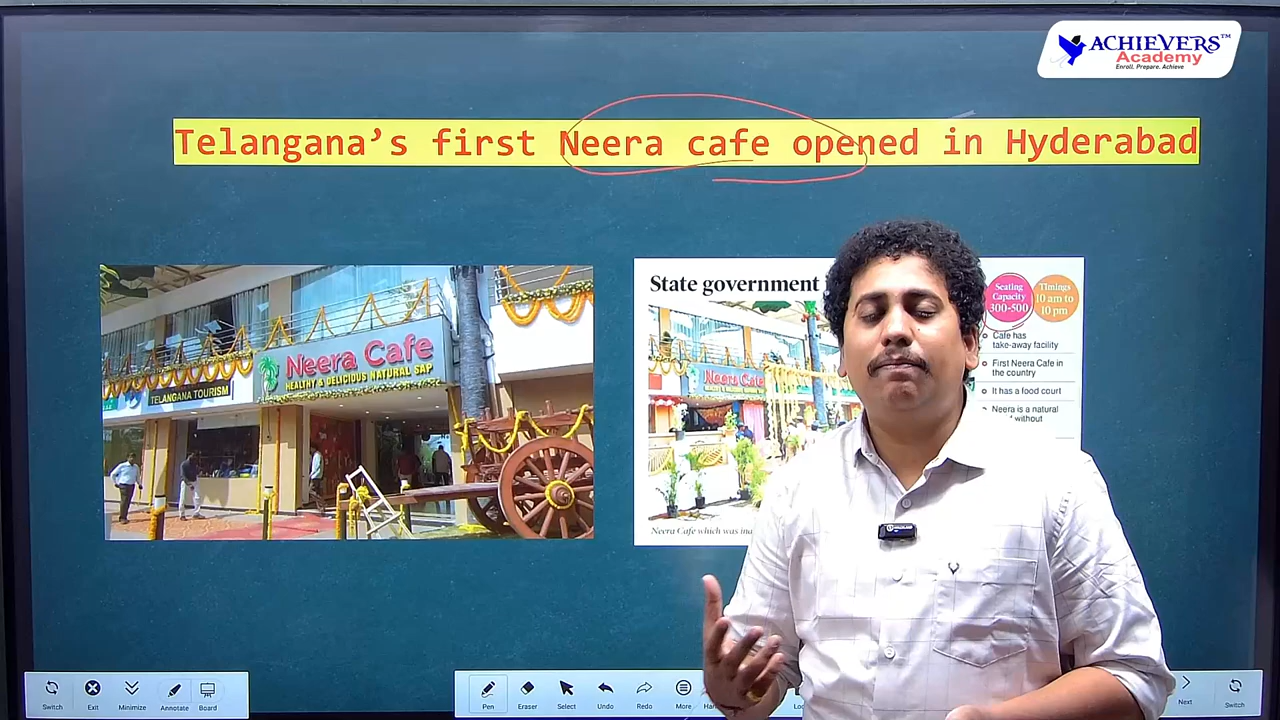 ACHIEVERS™
Academy
Enroll. Prepare. Achieve
Telangana's first Neera cafe opened in Hyderabad
Neera Cafe
HEALTHY & DELICIOUS NATURAL SAP
TELANGANA TOURISM
State government
Seating
Capacity
300-500
Timings
10 am to
10 pm
Cafe has
take-away facility
First Neera Cafe in
the country
It has a food court
Neera is a natural
without
Neera Cafe
Neera Cafe which was
Switch
Exit
Minimize
Annotate
Board
Pen
Eraser
Select
Undo
Redo
More
Next
Switch